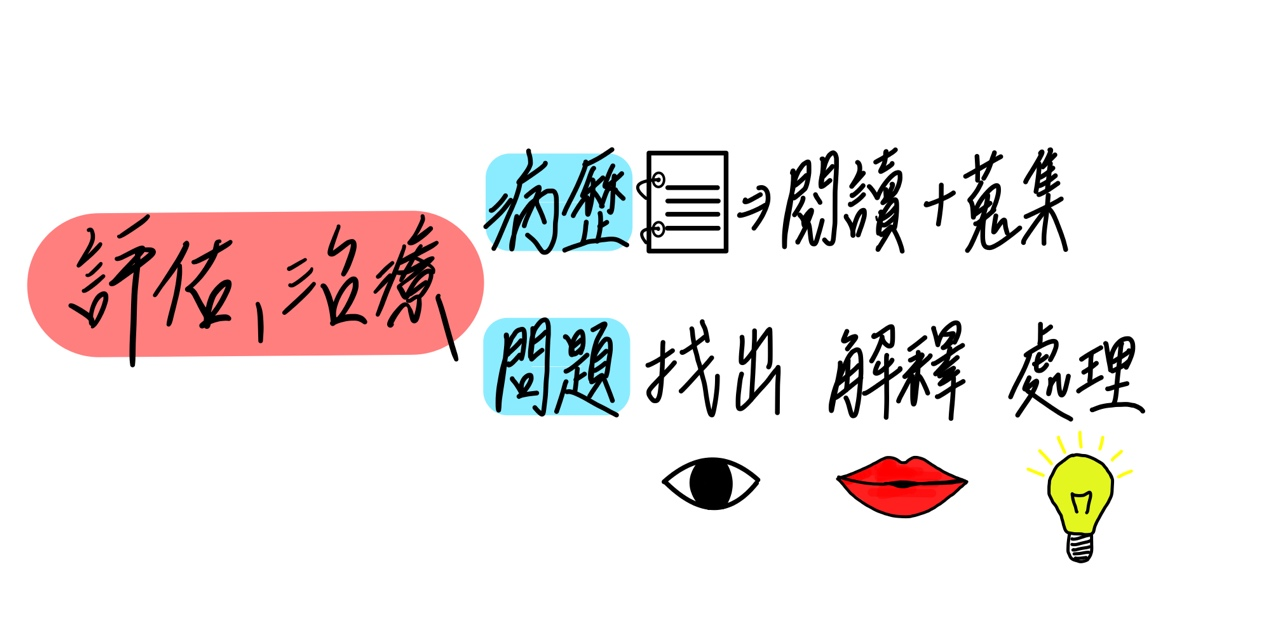 評估、治療
病歷 ⇒ 閱讀 + 蒐集
問題 找出 解釋 處理